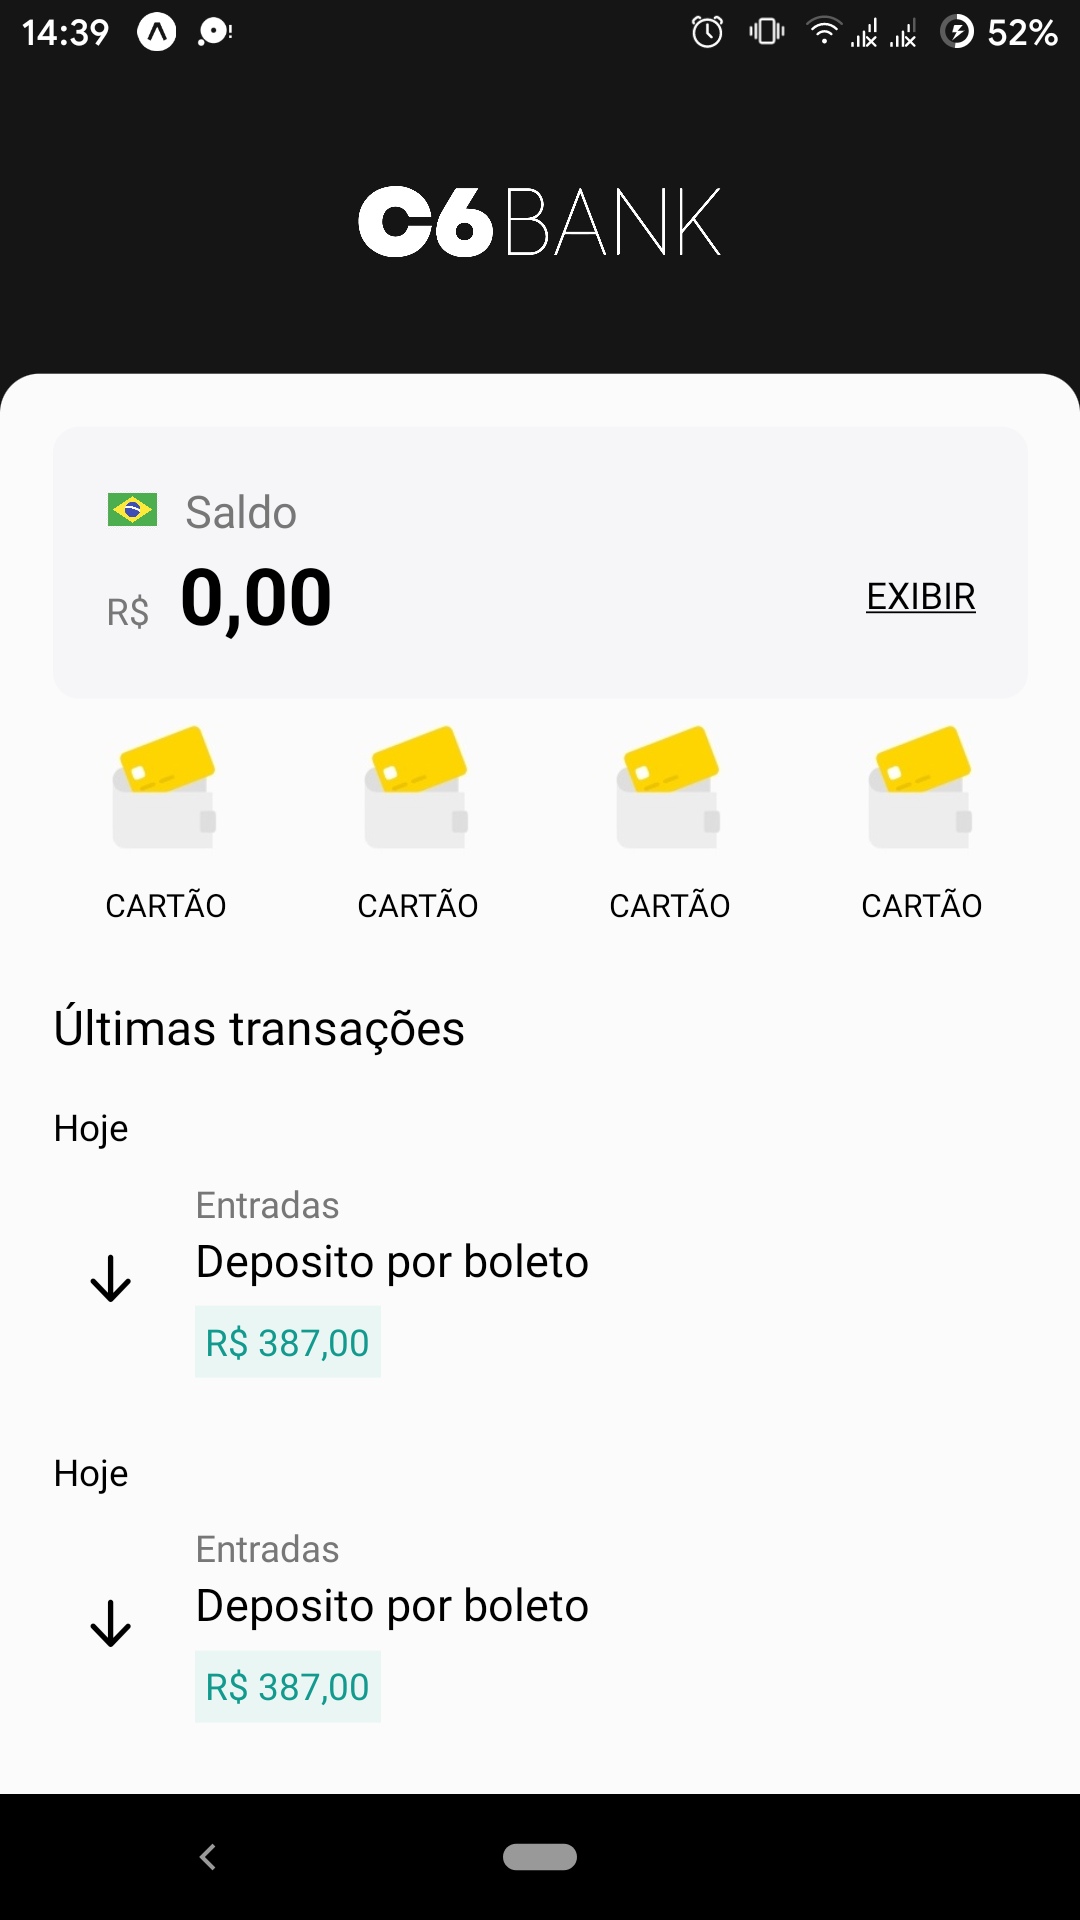 14:39
52%
C6BANK
Saldo
R$ 0,00
EXIBIR
CARTÃO CARTÃO CARTÃO CARTÃO
Últimas transações
Hoje
Entradas
Deposito por boleto
R$ 387,00
Hoje
Entradas
Deposito por boleto
R$ 387,00